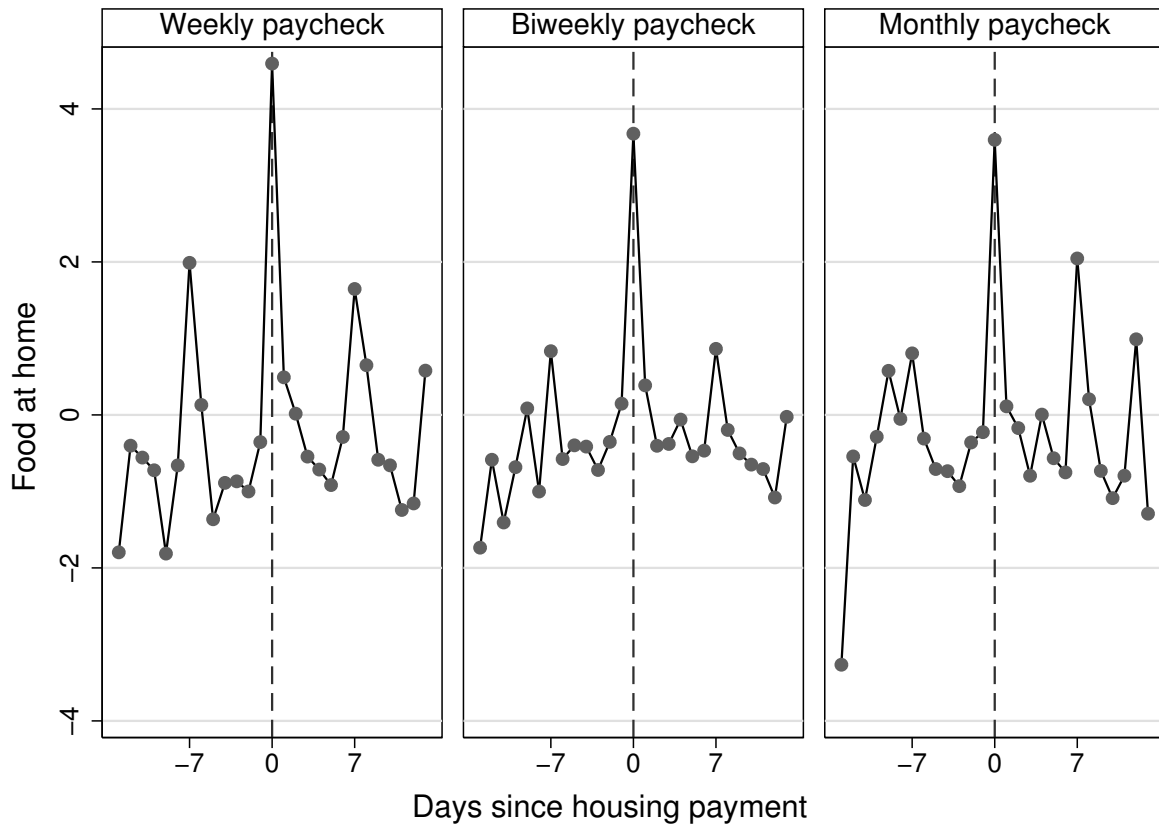 Weekly paycheck
Biweekly paycheck
Monthly paycheck
Food at home
4
2
0
−2
−4
−7 0 7
−7 0 7
−7 0 7
Days since housing payment